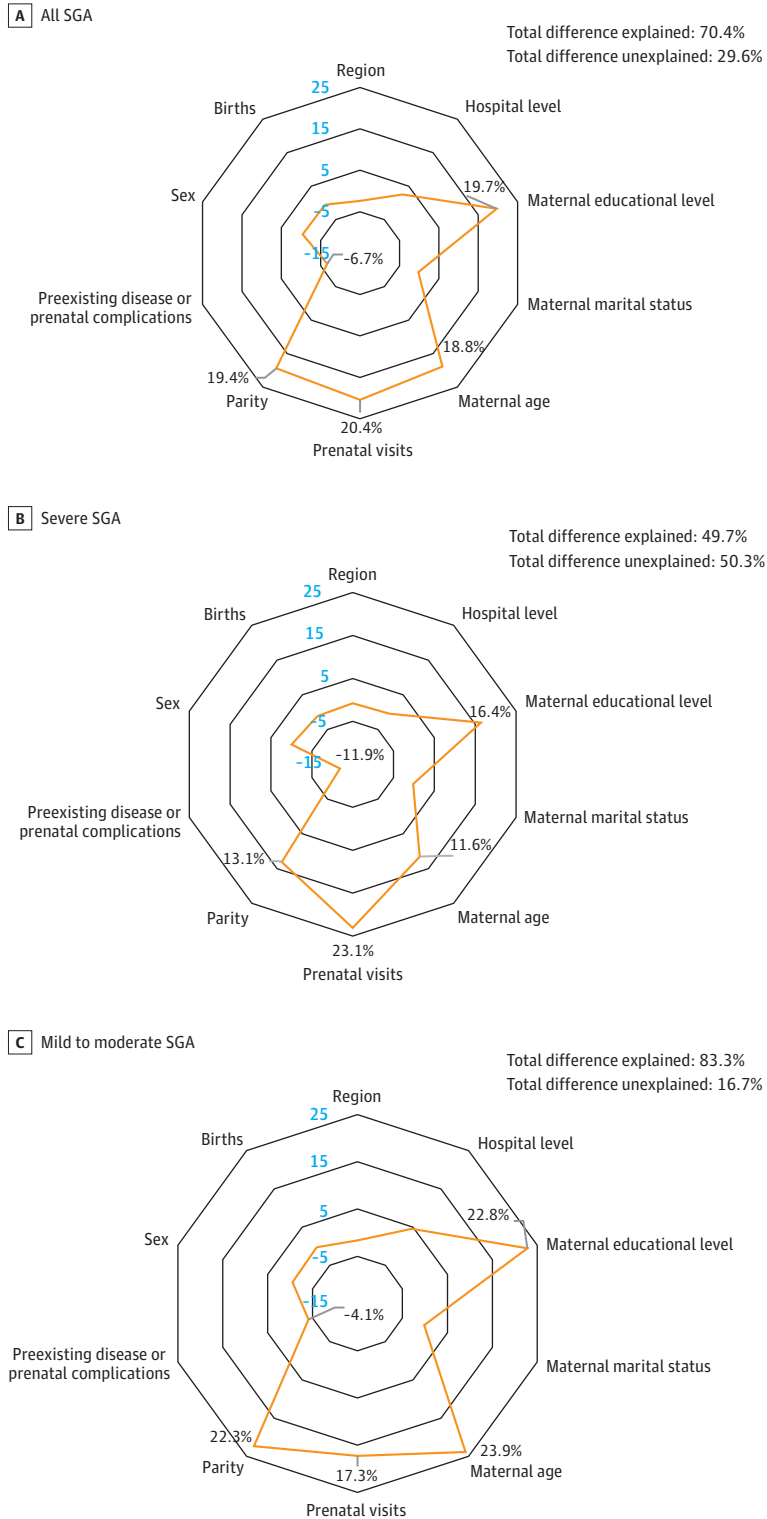 A All SGA
Total difference explained: 70.4%
Total difference unexplained: 29.6%
Region
25
Births
Hospital level
15
5
19.7%
Sex
Maternal educational level
-5
-15
-6.7%
Preexisting disease or
prenatal complications
Maternal marital status
18.8%
19.4%
Parity
Maternal age
20.4%
Prenatal visits
B Severe SGA
Total difference explained: 49.7%
Total difference unexplained: 50.3%
Region
25
Births
Hospital level
15
5
Sex
Maternal educational level
16.4%
-5
-11.9%
-15
Preexisting disease or
prenatal complications
Maternal marital status
11.6%
13.1%
Parity
Maternal age
23.1%
Prenatal visits
C Mild to moderate SGA
Total difference explained: 83.3%
Total difference unexplained: 16.7%
Region
25
Births
Hospital level
15
5
22.8%
Sex
Maternal educational level
-5
-15
-4.1%
Preexisting disease or
prenatal complications
Maternal marital status
22.3%
23.9%
Parity
Maternal age
17.3%
Prenatal visits